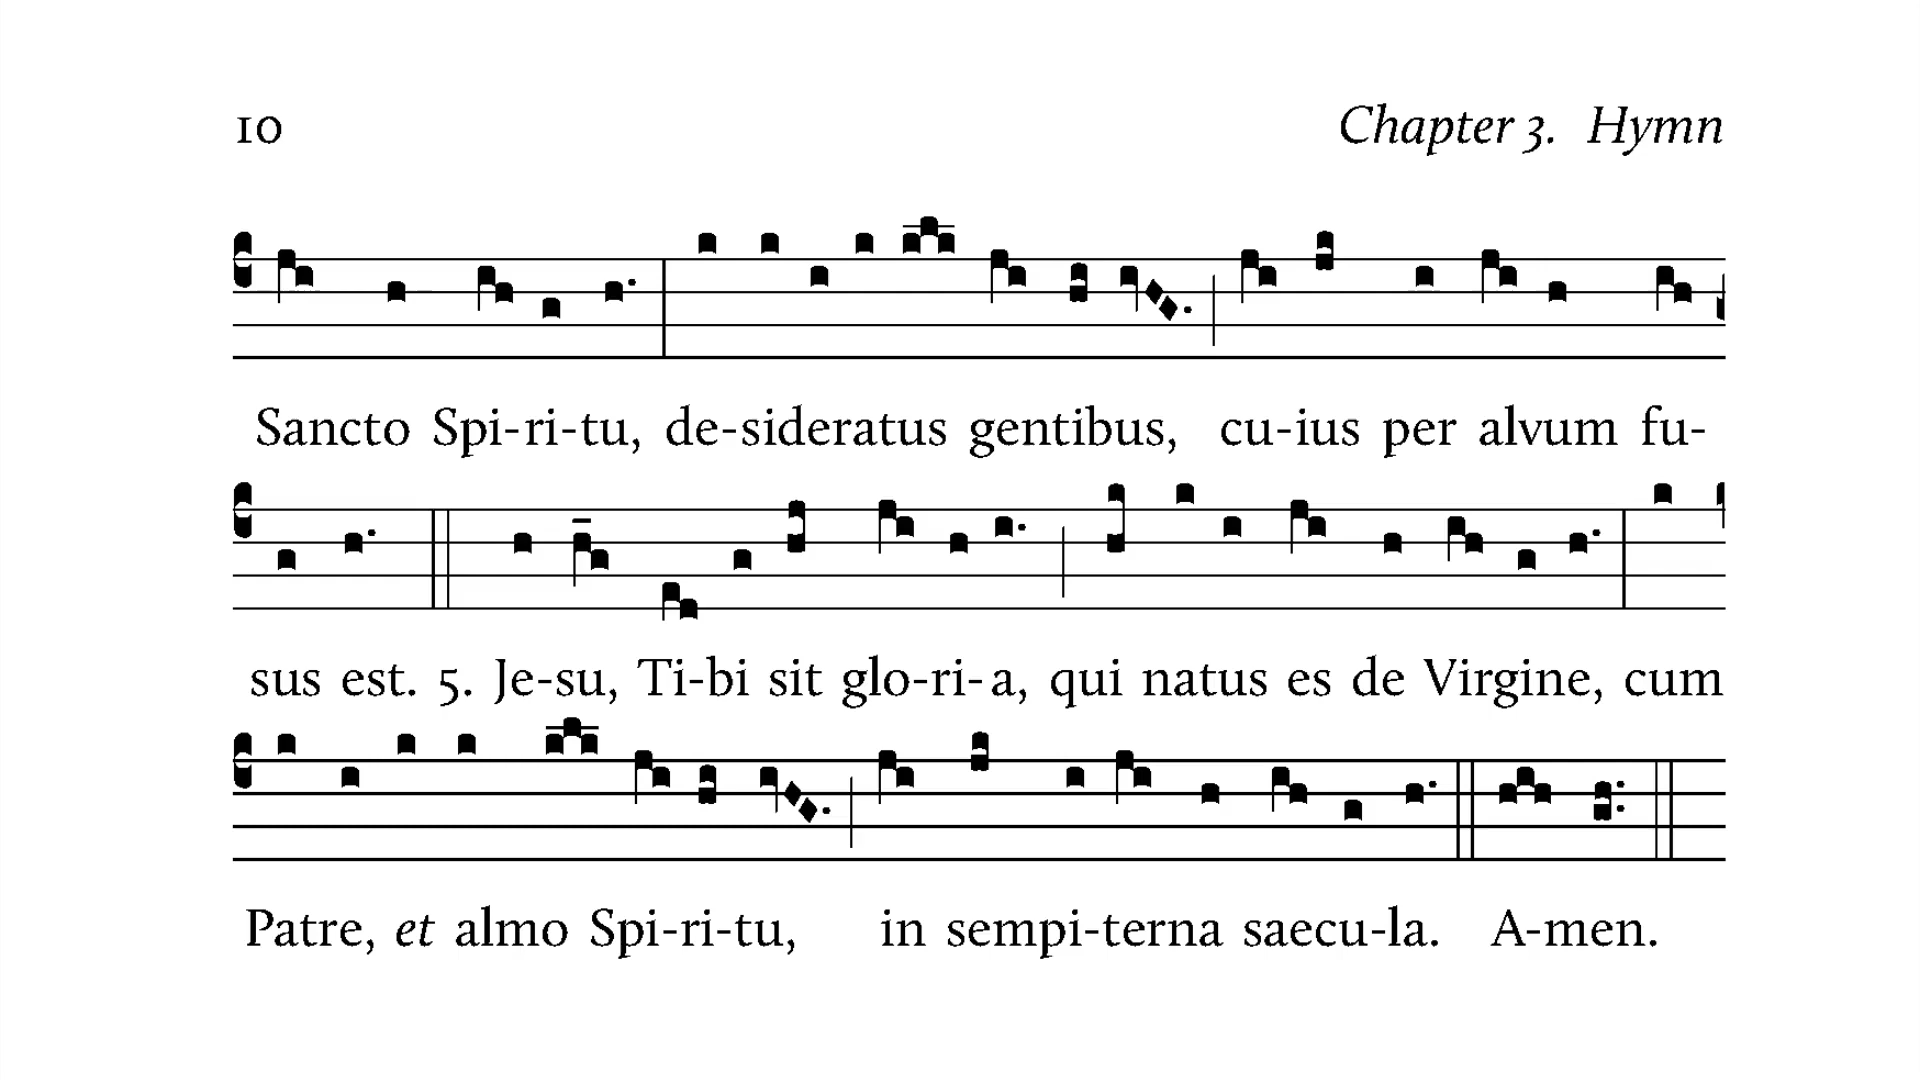 10 Chapter 3. Hymn
Sancto Spi-ri-tu, de-sideratus gentibus, cu-ius per alvum fu-
sus est. 5. Je-su, Ti-bi sit glo-ri-a, qui natus es de Virgine, cum
Patre, et almo Spi-ri-tu, in sempi-terna saecu-la. A-men.